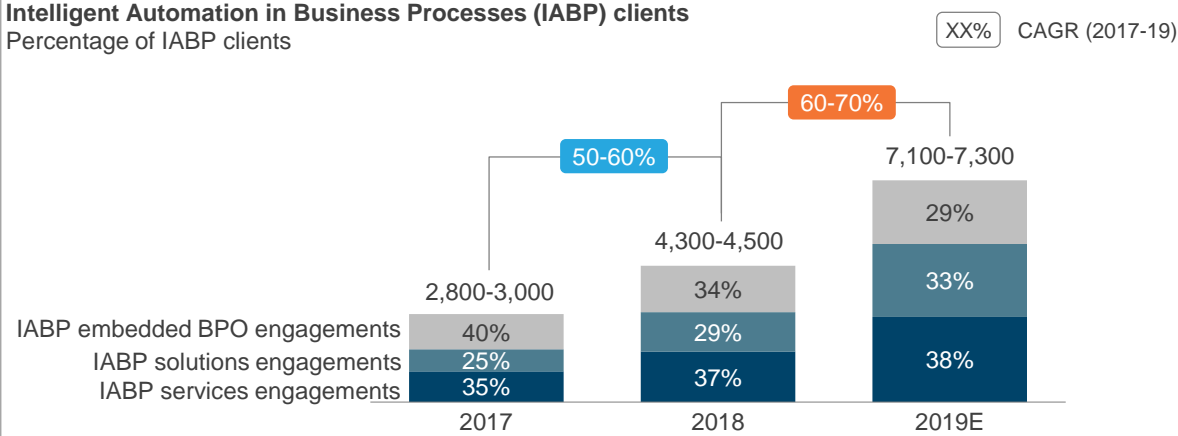 Intelligent Automation in Business Processes (IABP) clients
Percentage of IABP clients
XX% CAGR (2017-19)
60-70%
50-60%
7,100-7,300
4,300-4,500
2,800-3,000
29%
34%
33%
IABP embedded BPO engagements 40%
29%
IABP solutions engagements 25%
38%
37%
IABP services engagements 35%
2017 2018 2019E